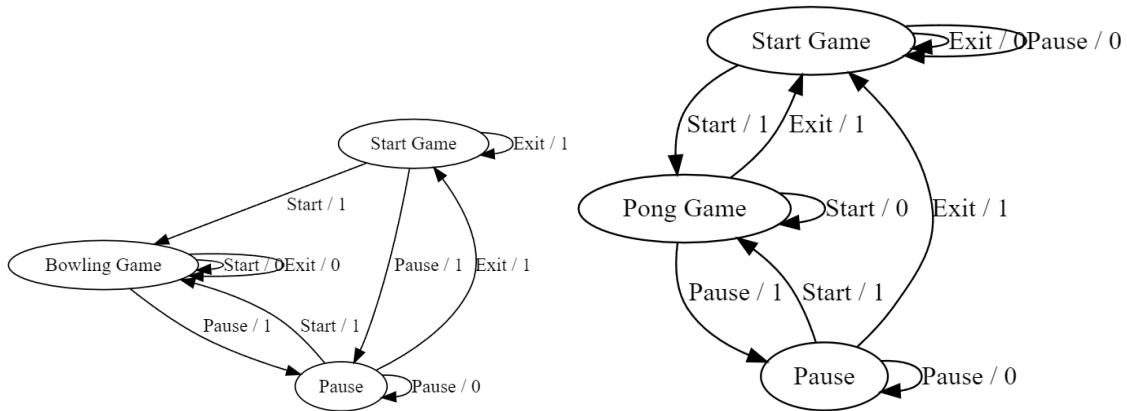 Start Game
Exit / 1
Start / 1
Bowling Game
Start / 0
Exit / 0
Pause / 1
Exit / 1
Pause / 1
Start / 1
Pause
Pause / 0
Start Game
Exit / 0
Pause / 0
Start / 1
Exit / 1
Pong Game
Start / 0
Exit / 1
Pause / 1
Start / 1
Pause
Pause / 0